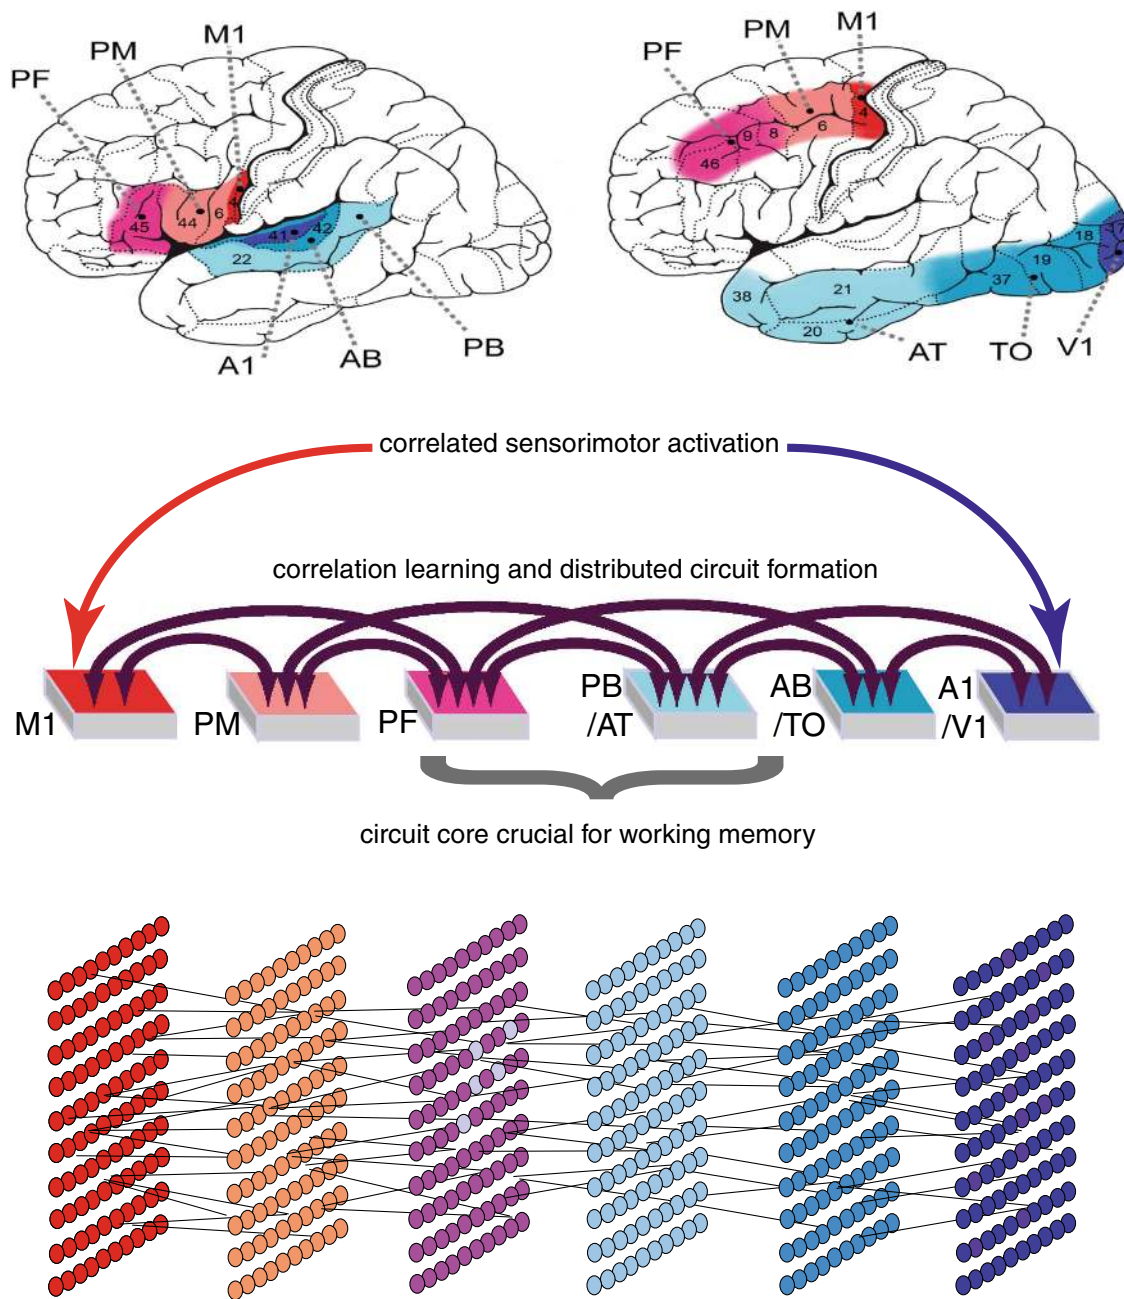 M1
PM
PF
45
44
6
4
41
42
22
A1
AB
PB
M1
PM
PF
4
6
8
9
46
17
18
19
37
21
38
20
AT
TO
V1
correlated sensorimotor activation
correlation learning and distributed circuit formation
M1
PM
PF
PB
/AT
AB
/TO
A1
/V1
circuit core crucial for working memory